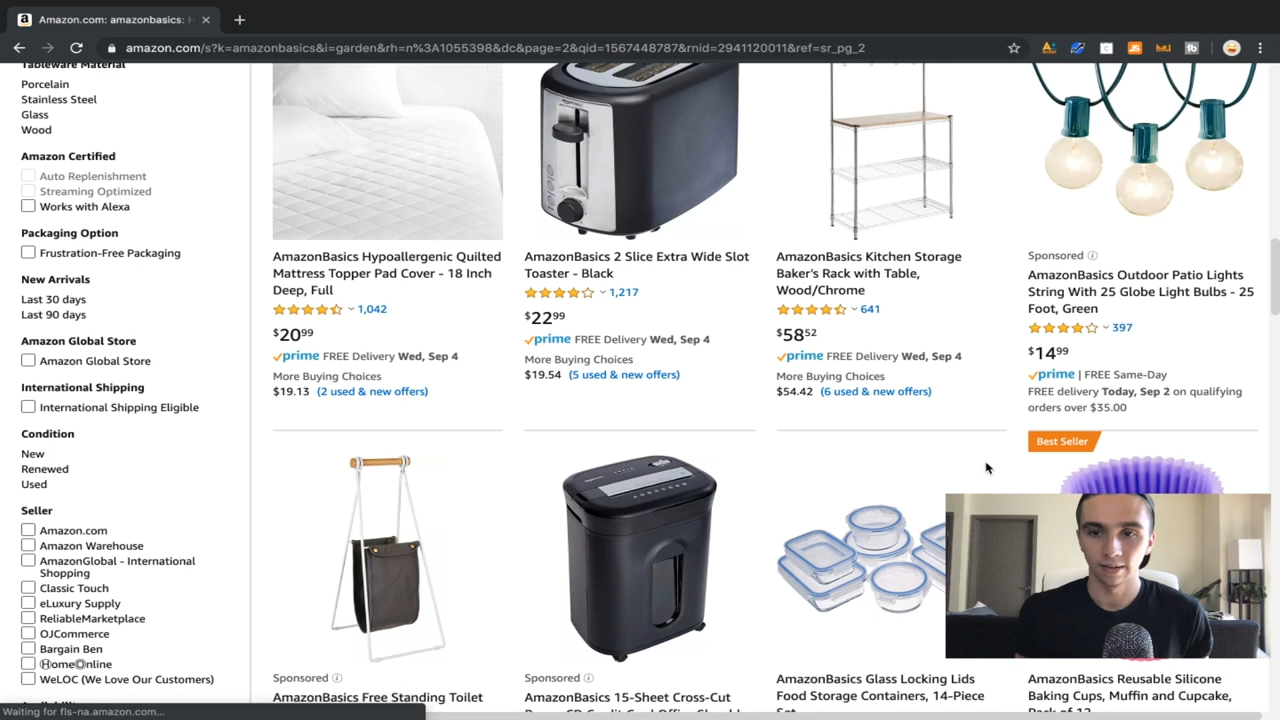 Amazon.com: amazonbasics: H
amazon.com/s?k=amazonbasics&i=garden&rh=n%3A1055398&dc&page=2&qid=1567448787&rnid=2941120011&ref=sr_pg_2
Tableware Material
Porcelain
Stainless Steel
Glass
Wood
Amazon Certified
Auto Replenishment
Streaming Optimized
Works with Alexa
Packaging Option
Frustration-Free Packaging
New Arrivals
Last 30 days
Last 90 days
Amazon Global Store
Amazon Global Store
International Shipping
International Shipping Eligible
Condition
New
Renewed
Used
Seller
Amazon.com
Amazon Warehouse
AmazonGlobal - International
Shopping
Classic Touch
eLuxury Supply
ReliableMarketplace
OJCommerce
Bargain Ben
ⒽomeⓄnline
WeLOC (We Love Our Customers)
Waiting for fls-na.amazon.com...
AmazonBasics Hypoallergenic Quilted
Mattress Topper Pad Cover - 18 Inch
Deep, Full
1,042
$2099
prime FREE Delivery Wed, Sep 4
More Buying Choices
$19.13 (2 used & new offers)
AmazonBasics 2 Slice Extra Wide Slot
Toaster - Black
1,217
$2299
prime FREE Delivery Wed, Sep 4
More Buying Choices
$19.54 (5 used & new offers)
AmazonBasics Kitchen Storage
Baker's Rack with Table,
Wood/Chrome
641
$5852
prime FREE Delivery Wed, Sep 4
More Buying Choices
$54.42 (6 used & new offers)
Sponsored
AmazonBasics Outdoor Patio Lights
String With 25 Globe Light Bulbs - 25
Foot, Green
397
$1499
prime | FREE Same-Day
FREE delivery Today, Sep 2 on qualifying
orders over $35.00
Sponsored
AmazonBasics Free Standing Toilet
Sponsored
AmazonBasics 15-Sheet Cross-Cut
AmazonBasics Glass Locking Lids
Food Storage Containers, 14-Piece
Set
Best Seller
AmazonBasics Reusable Silicone
Baking Cups, Muffin and Cupcake,
Pack of 12